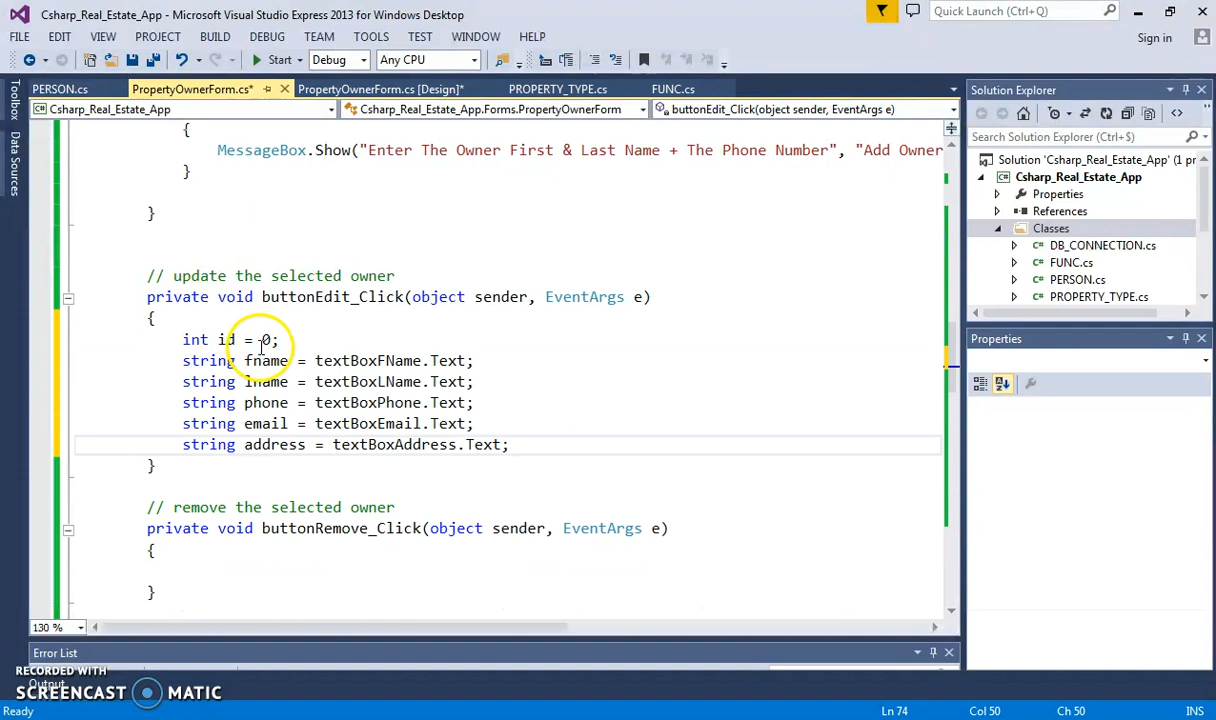 Csharp_Real_Estate_App - Microsoft Visual Studio Express 2013 for Windows Desktop
Quick Launch (Ctrl+Q)
FILE EDIT VIEW PROJECT BUILD DEBUG TEAM TOOLS TEST WINDOW HELP
Sign in
Start Debug Any CPU
Toolbox
Data Sources
PERSON.cs PropertyOwnerForm.cs* PropertyOwnerForm.cs [Design]* PROPERTY_TYPE.cs FUNC.cs
Csharp_Real_Estate_App Csharp_Real_Estate_App.Forms.PropertyOwnerForm buttonEdit_Click(object sender, EventArgs e)
{
MessageBox.Show("Enter The Owner First & Last Name + The Phone Number", "Add Owner
}
}
// update the selected owner
private void buttonEdit_Click(object sender, EventArgs e)
{
int id = 0;
string fname = textBoxFName.Text;
string lname = textBoxLName.Text;
string phone = textBoxPhone.Text;
string email = textBoxEmail.Text;
string address = textBoxAddress.Text;
}
// remove the selected owner
private void buttonRemove_Click(object sender, EventArgs e)
{
}
130 %
Error List
Output
Solution Explorer
Search Solution Explorer (Ctrl+$)
Solution 'Csharp_Real_Estate_App' (1 pr
Csharp_Real_Estate_App
Properties
References
Classes
DB_CONNECTION.cs
FUNC.cs
PERSON.cs
PROPERTY_TYPE.cs
Properties
RECORDED WITH
SCREENCAST MATIC
Ready Ln 74 Col 50 Ch 50 INS